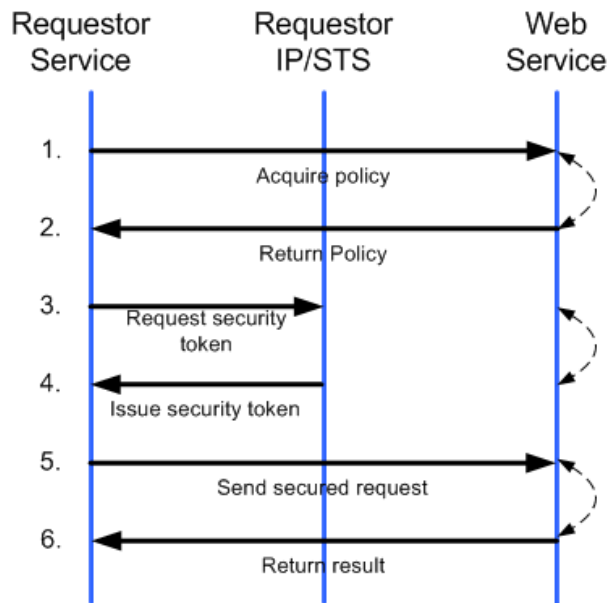 Requestor
Service
Requestor
IP/STS
Web
Service
1.
Acquire policy
2.
Return Policy
3.
Request security
token
4.
Issue security token
5.
Send secured request
6.
Return result